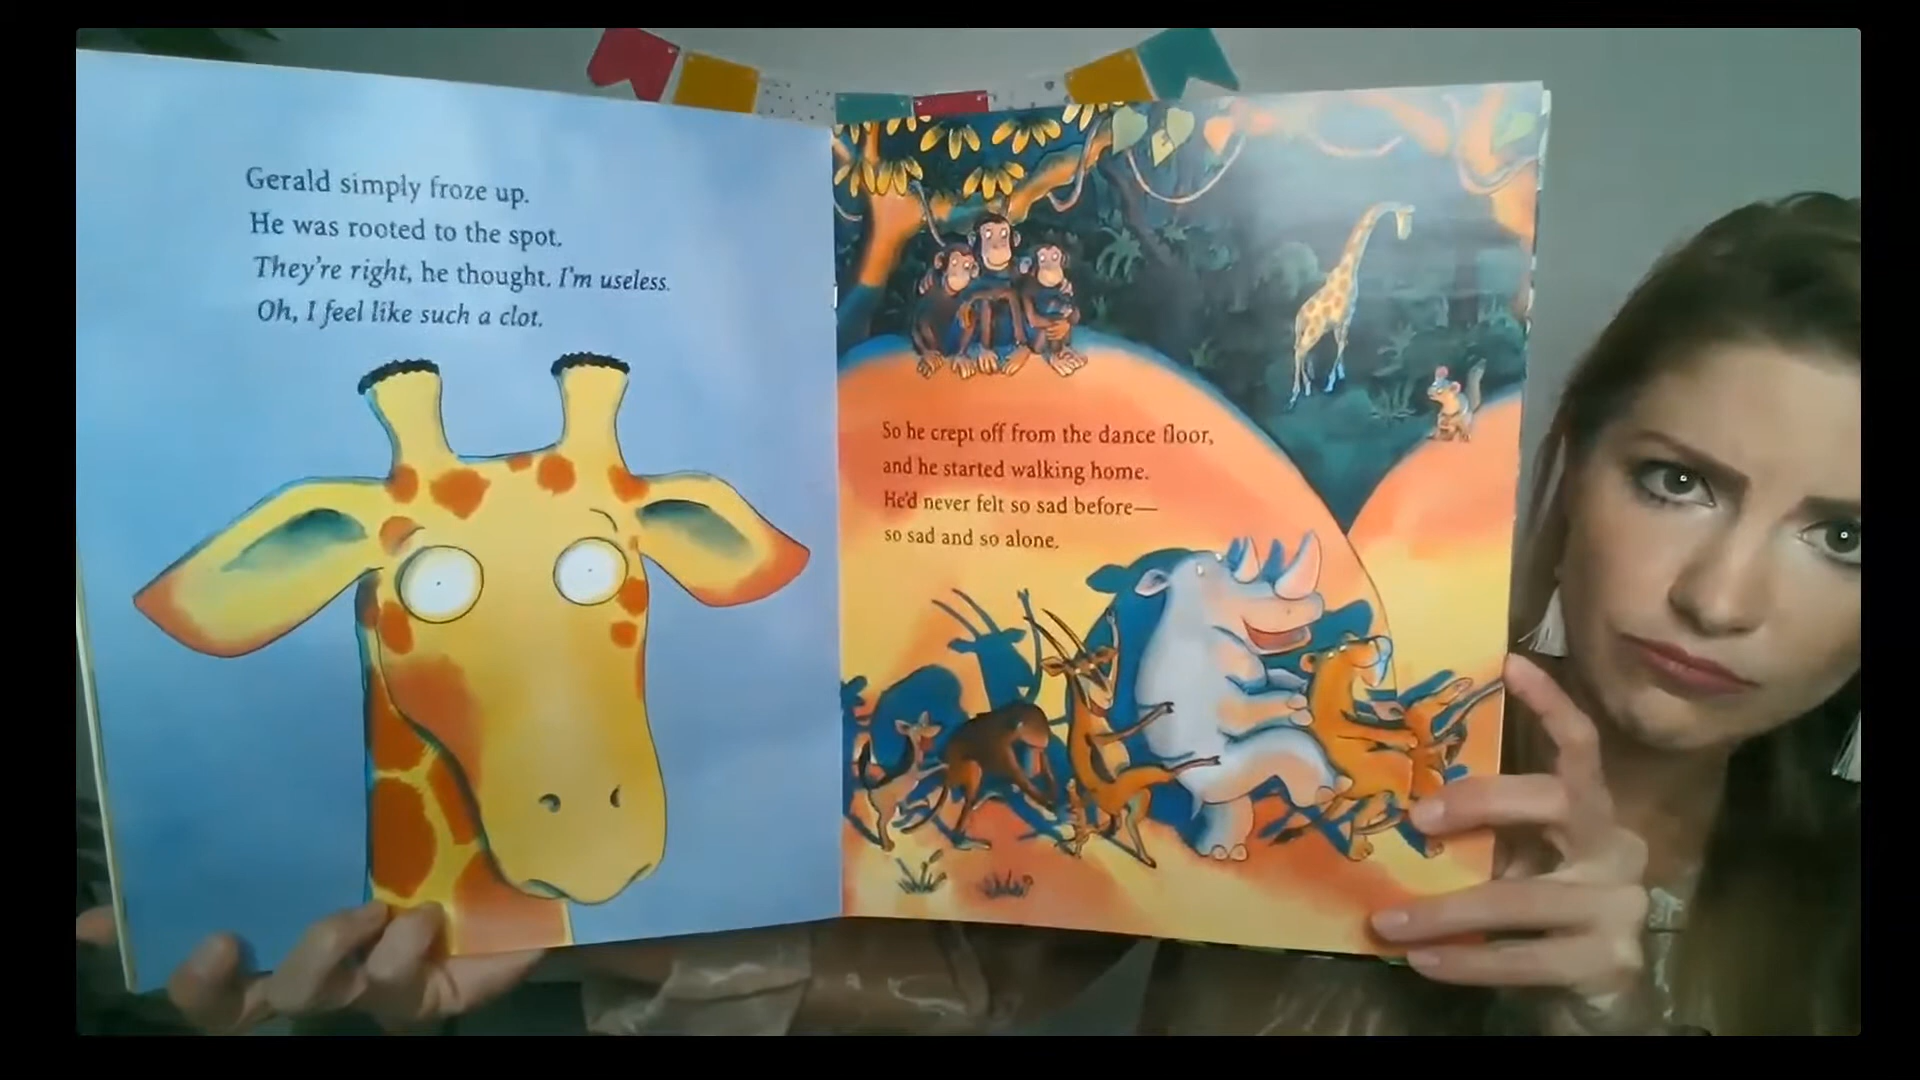 Gerald simply froze up.
He was rooted to the spot.
They're right, he thought. I'm useless.
Oh, I feel like such a clot.
So he crept off from the dance floor,
and he started walking home.
He'd never felt so sad before—
so sad and so alone.